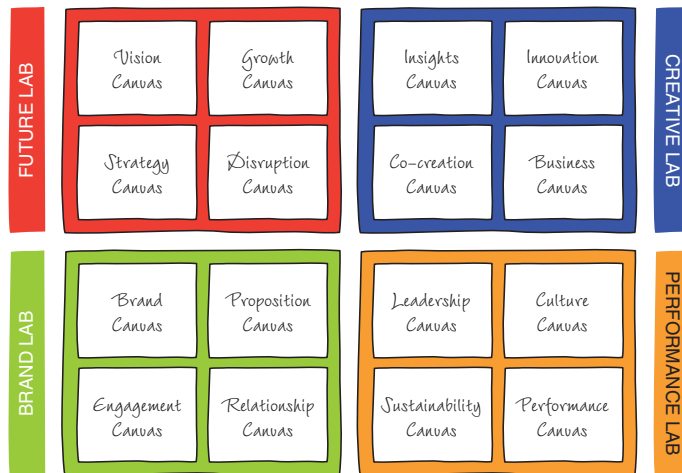 FUTURE LAB
Vision
Canvas
Growth
Canvas
Strategy
Canvas
Disruption
Canvas
Insights
Canvas
Innovation
Canvas
Co-creation
Canvas
Business
Canvas
CREATIVE LAB
BRAND LAB
Brand
Canvas
Proposition
Canvas
Engagement
Canvas
Relationship
Canvas
Leadership
Canvas
Culture
Canvas
Sustainability
Canvas
Performance
Canvas
PERFORMANCE LAB